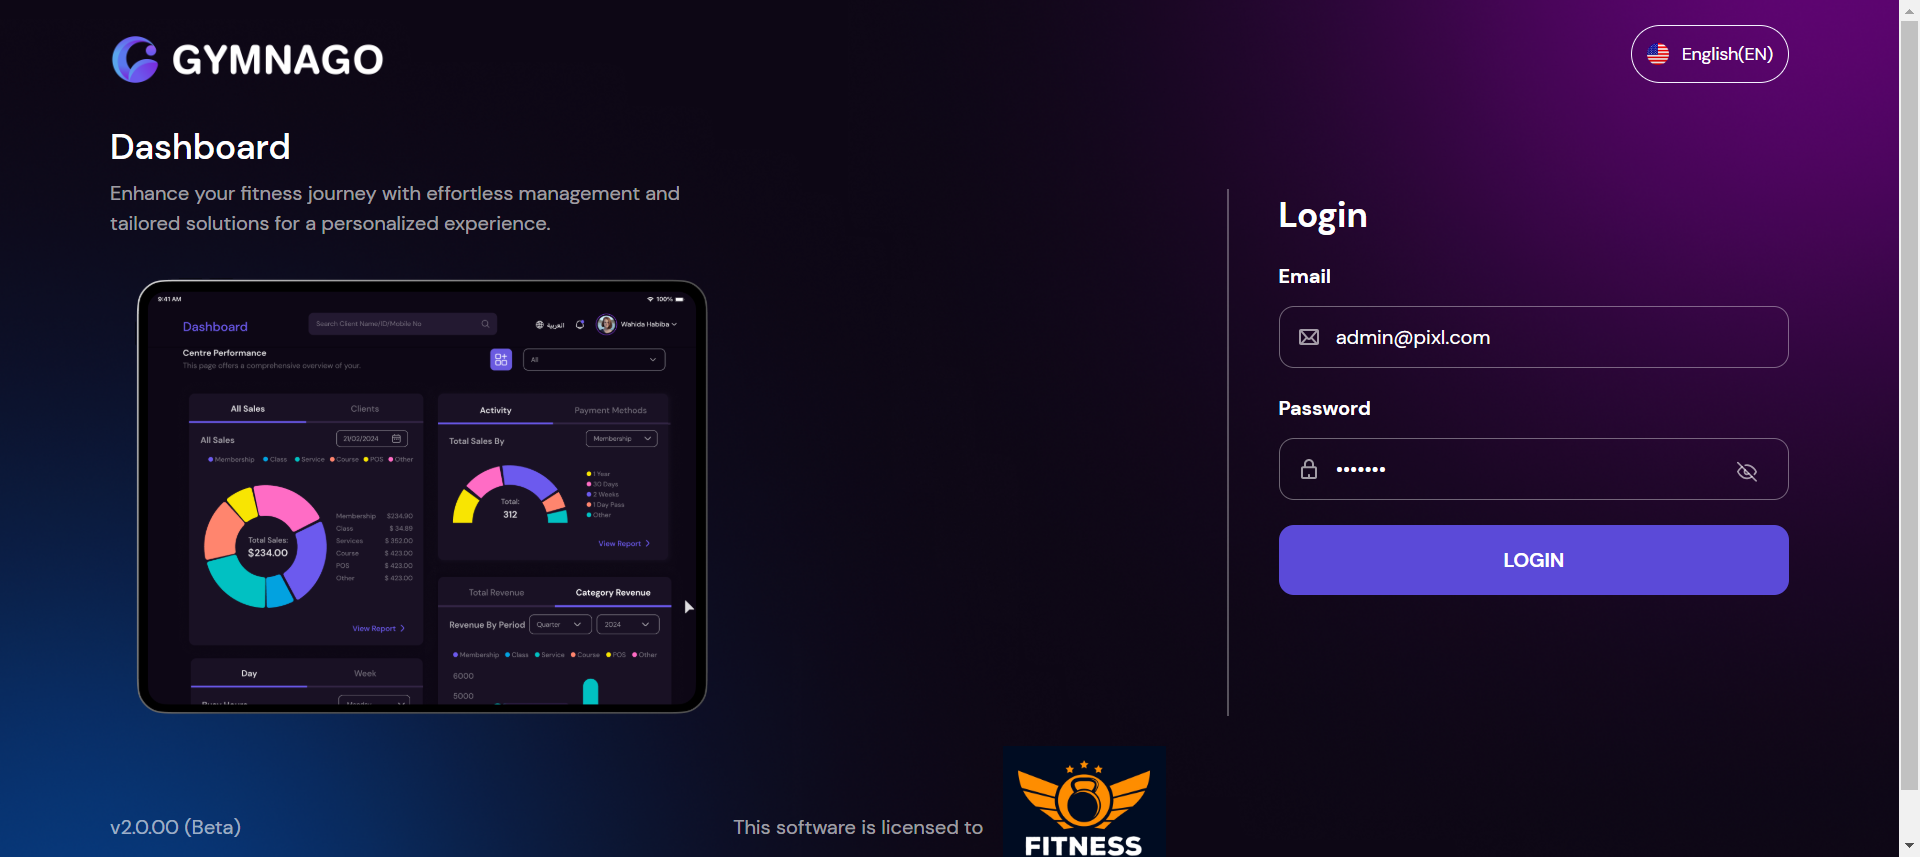 GYMNAGO
English(EN)
Dashboard
Enhance your fitness journey with effortless management and
tailored solutions for a personalized experience.
9:41 AM
100%
Dashboard
Search Client Name/ID/Mobile No
العربية
Wahida Habiba
Centre Performance
This page offers a comprehensive overview of your.
All
All Sales
Clients
All Sales
21/02/2024
Membership
Class
Service
Course
POS
Other
Total Sales:
$234.00
Membership $234.90
Class $ 34.89
Services $ 352.00
Course $ 423.00
POS $ 423.00
Other $ 423.00
View Report
Activity
Payment Methods
Total Sales By
Membership
Total:
312
1 Year
30 Days
2 Weeks
1 Day Pass
Other
View Report
Total Revenue
Category Revenue
Revenue By Period
Quarter
2024
Membership
Class
Service
Course
POS
Other
6000
5000
Day
Week
Busy Hours
Monday
Login
Email
admin@pixl.com
Password
•••••••
LOGIN
v2.0.00 (Beta)
This software is licensed to
FITNESS